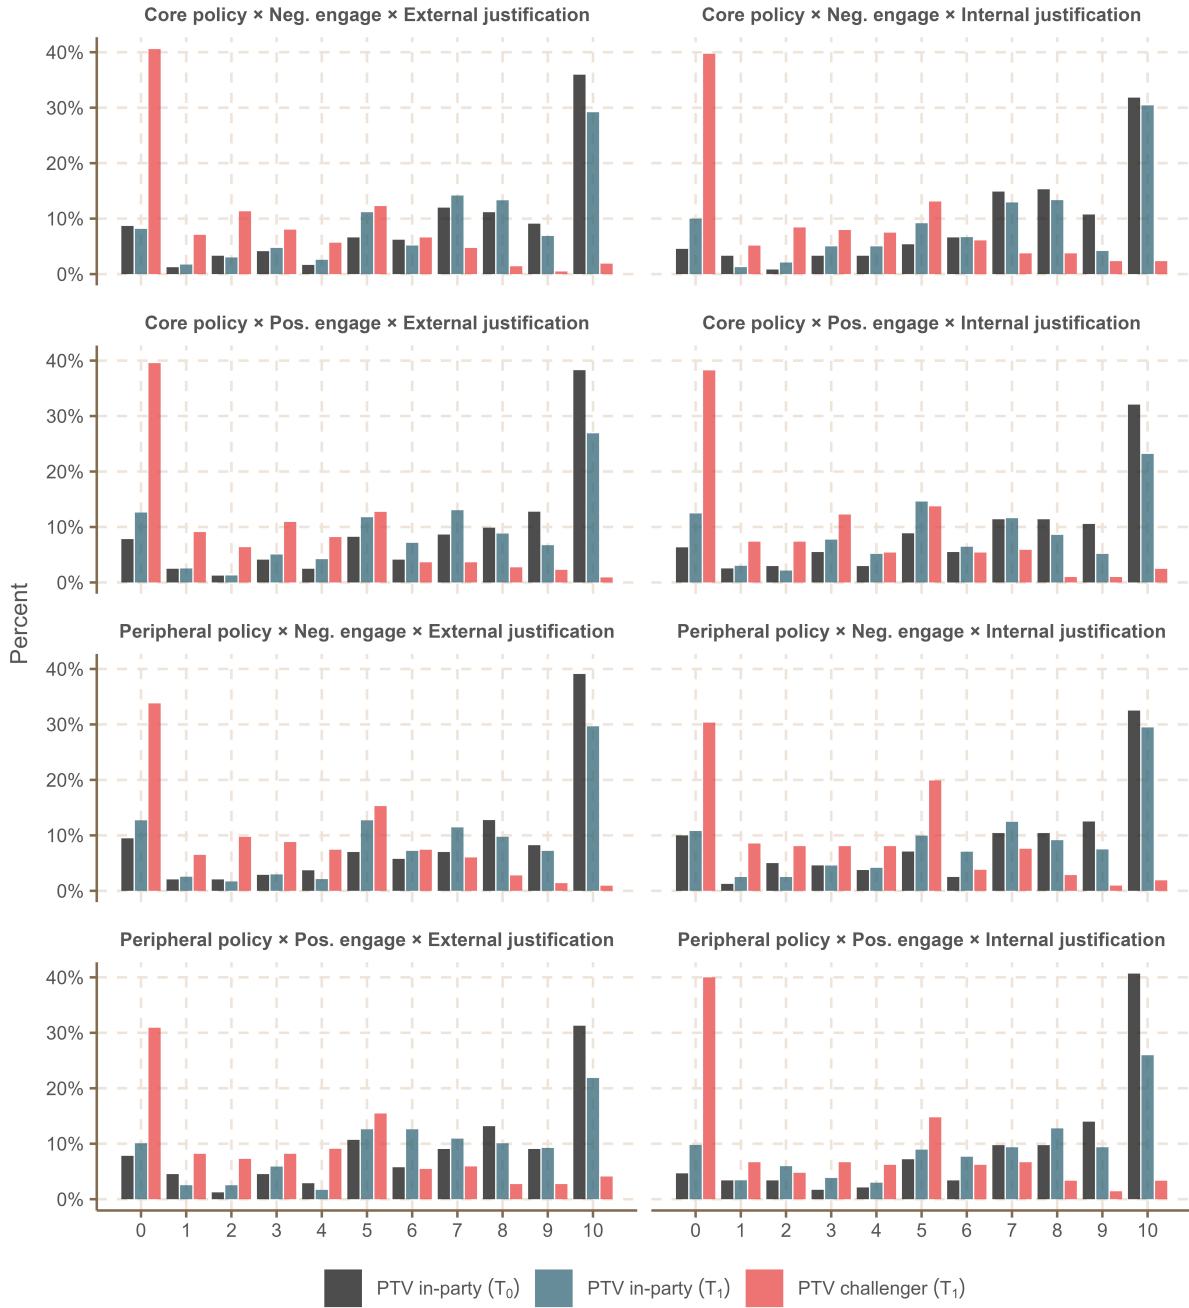 Core policy × Neg. engage × External justification
Core policy × Neg. engage × Internal justification
40%
30%
20%
10%
0%
Core policy × Pos. engage × External justification
Core policy × Pos. engage × Internal justification
40%
30%
20%
10%
0%
Percent
Peripheral policy × Neg. engage × External justification
Peripheral policy × Neg. engage × Internal justification
40%
30%
20%
10%
0%
Peripheral policy × Pos. engage × External justification
Peripheral policy × Pos. engage × Internal justification
40%
30%
20%
10%
0%
0 1 2 3 4 5 6 7 8 9 10
0 1 2 3 4 5 6 7 8 9 10
PTV in-party (T₀) PTV in-party (T₁) PTV challenger (T₁)